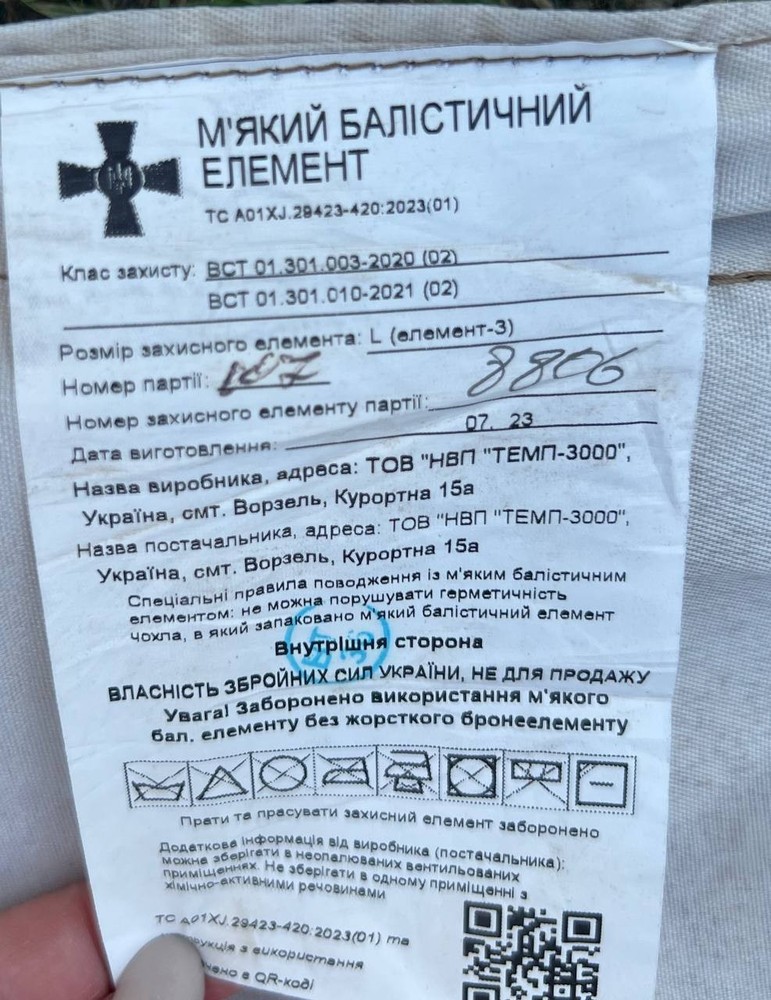 М'ЯКИЙ БАЛІСТИЧНИЙ
ЕЛЕМЕНТ
ТС А01XJ.29423-420:2023(01)
Клас захисту: ВСТ 01.301.003-2020 (02)
ВСТ 01.301.010-2021 (02)
Розмір захисного елемента: L (елемент-3)
Номер партії: 107
Номер захисного елементу партії: 8806
Дата виготовлення: 07. 23
Назва виробника, адреса: ТОВ "НВП "ТЕМП-3000",
Україна, смт. Ворзель, Курортна 15а
Назва постачальника, адреса: ТОВ "НВП "ТЕМП-3000",
Україна, смт. Ворзель, Курортна 15а
Спеціальні правила поводження із м'яким балістичним
елементом: не можна порушувати герметичність
чохла, в який запаковано м'який балістичний елемент
Внутрішня сторона
ВЛАСНІСТЬ ЗБРОЙНИХ СИЛ УКРАЇНИ, НЕ ДЛЯ ПРОДАЖУ
Увага! Заборонено використання м'якого
бал. елементу без жорсткого бронеелементу
Прати та прасувати захисний елемент заборонено
Додаткова інформація від виробника (постачальника):
можна зберігати в неопалюваних вентильованих
приміщеннях. Не зберігати в одному приміщенні з
хімічно-активними речовинами
ТС А01XJ.29423-420:2023(01) та
з використання
в QR-коді